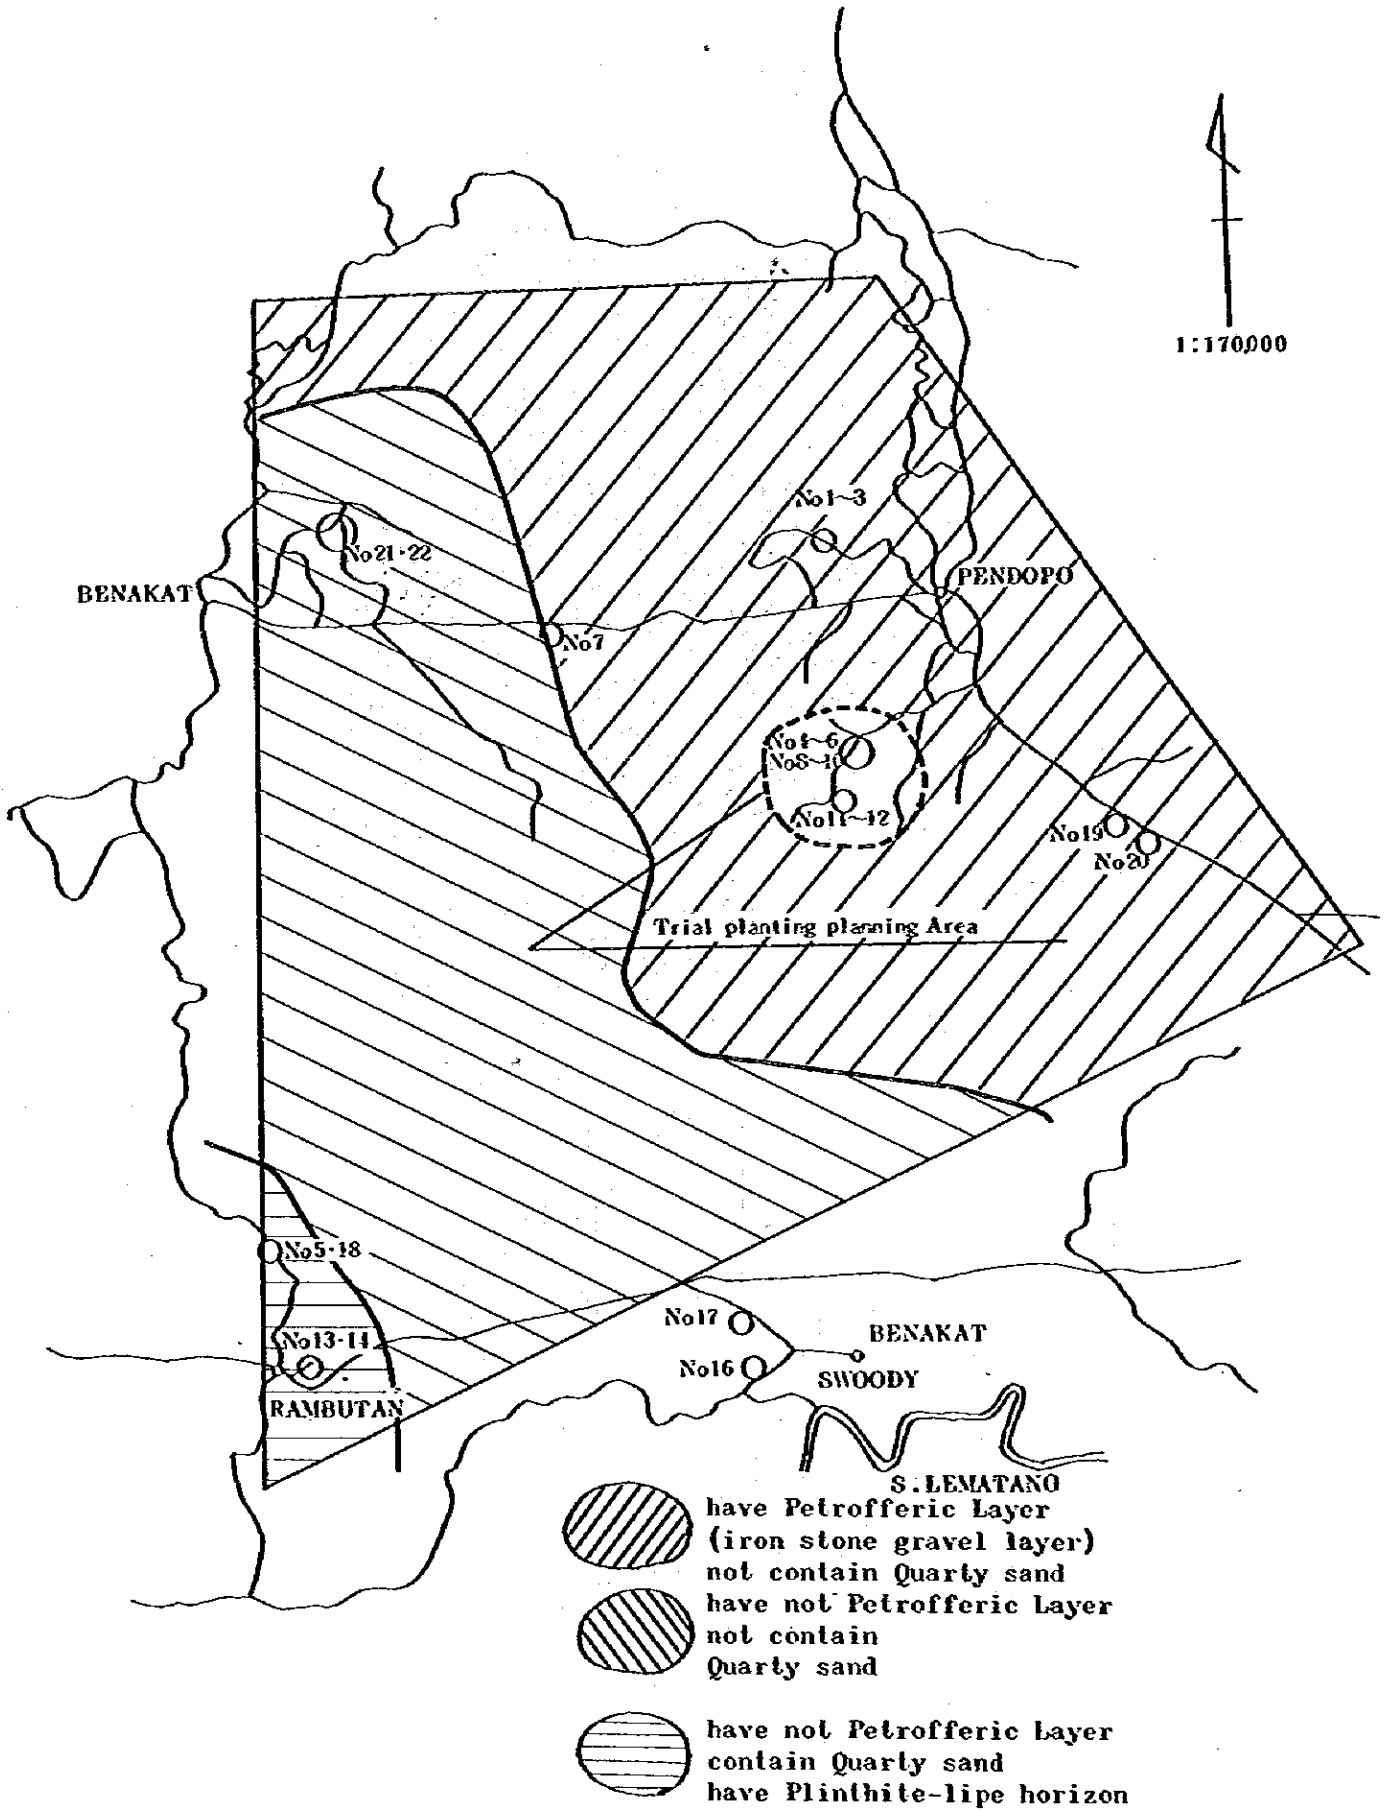 1:170,000
No1~3
No21·22
BENAKAT
PENDOPO
No7
No4~6
No8~10
No11~12
No19
No20
Trial planting planning Area
No5·18
No17
No13·14
BENAKAT
No16
SWOODY
RAMBUTAN
S.LEMATANO
have Petrofferic Layer
(iron stone gravel layer)
not contain Quarty sand
have not Petrofferic Layer
not contain
Quarty sand
have not Petrofferic Layer
contain Quarty sand
have Plinthite-lipe horizon